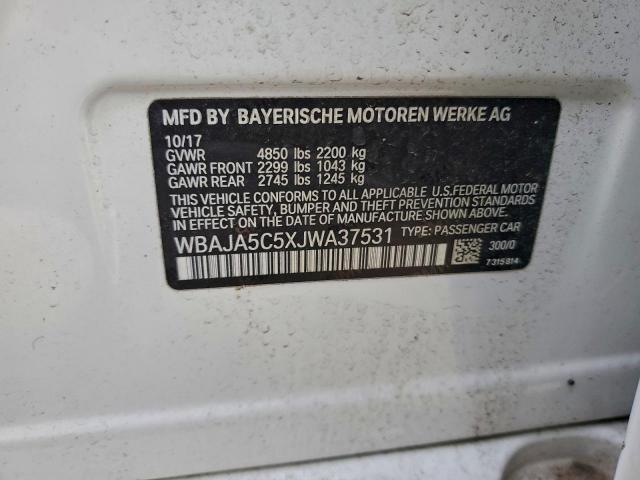 MFD BY BAYERISCHE MOTOREN WERKE AG
10/17
GVWR 4850 lbs 2200 kg
GAWR FRONT 2299 lbs 1043 kg
GAWR REAR 2745 lbs 1245 kg
THIS VEHICLE CONFORMS TO ALL APPLICABLE U.S.FEDERAL MOTOR
VEHICLE SAFETY, BUMPER AND THEFT PREVENTION STANDARDS
IN EFFECT ON THE DATE OF MANUFACTURE SHOWN ABOVE.
WBAJA5C5XJWA37531 TYPE: PASSENGER CAR
300/0
7315814